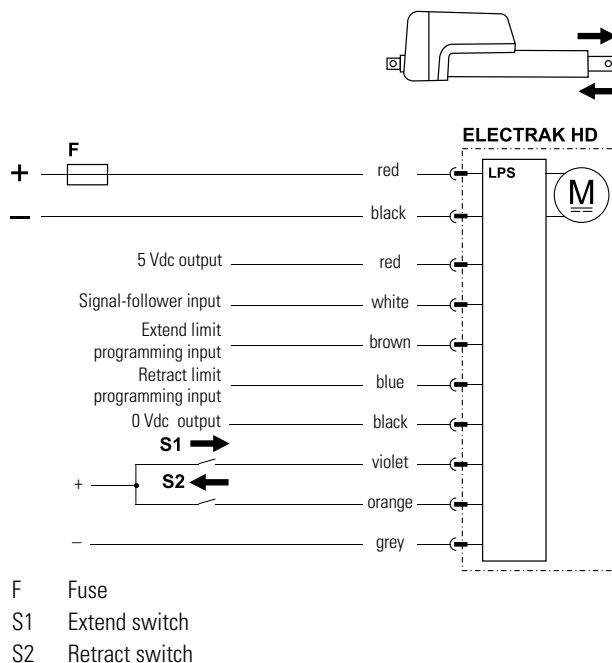 ELECTRAK HD
F
+ red LPS M
– black
5 Vdc output red
Signal-follower input white
Extend limit
programming input brown
Retract limit
programming input blue
0 Vdc output black
S1 violet
+ S2
orange
– grey
F Fuse
S1 Extend switch
S2 Retract switch